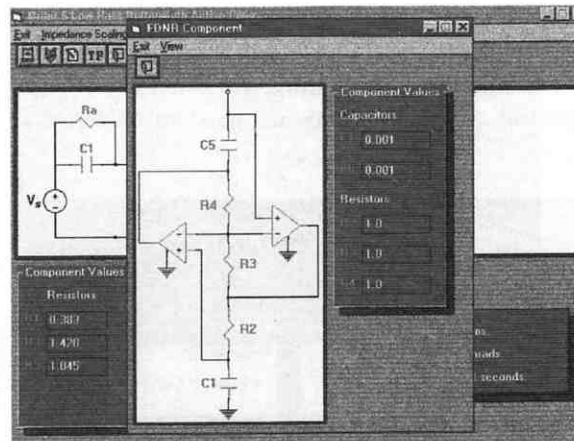 FDNR Component
Exit Impedance Scaling
Exit View
TP
Component Values
Capacitors
0.001
0.001
Resistors
1.0
1.0
1.0
Ra
C1
Vs
C5
R4
R3
R2
C1
Component Values
Resistors
0.383
1.420
1.045
seconds